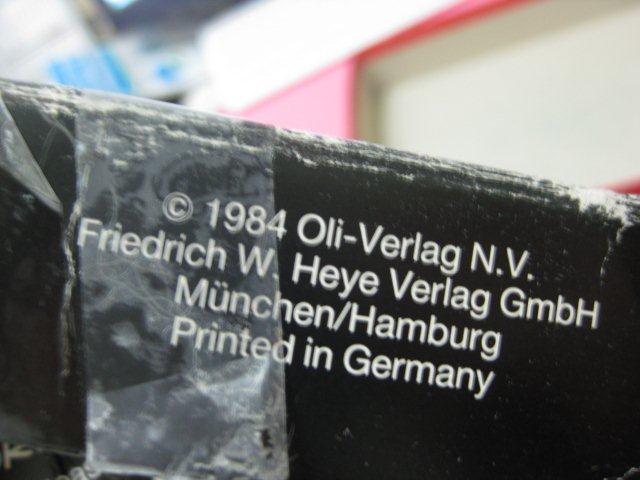 © 1984 Oli-Verlag N.V.
Friedrich W. Heye Verlag GmbH
München/Hamburg
Printed in Germany